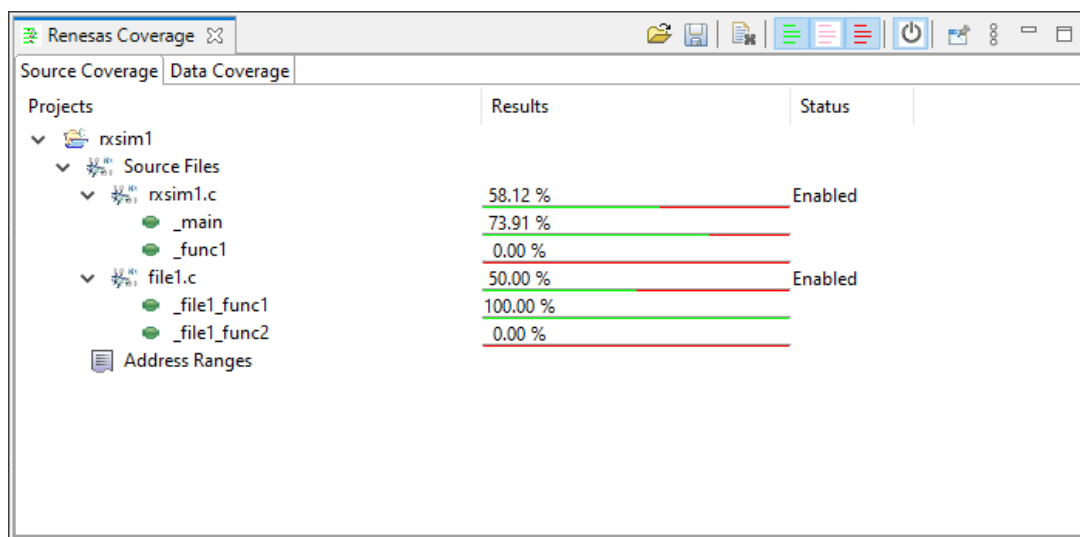 Renesas Coverage
Source Coverage Data Coverage
Projects Results Status
rxsim1
Source Files
rxsim1.c 58.12 % Enabled
_main 73.91 %
_func1 0.00 %
file1.c 50.00 % Enabled
_file1_func1 100.00 %
_file1_func2 0.00 %
Address Ranges